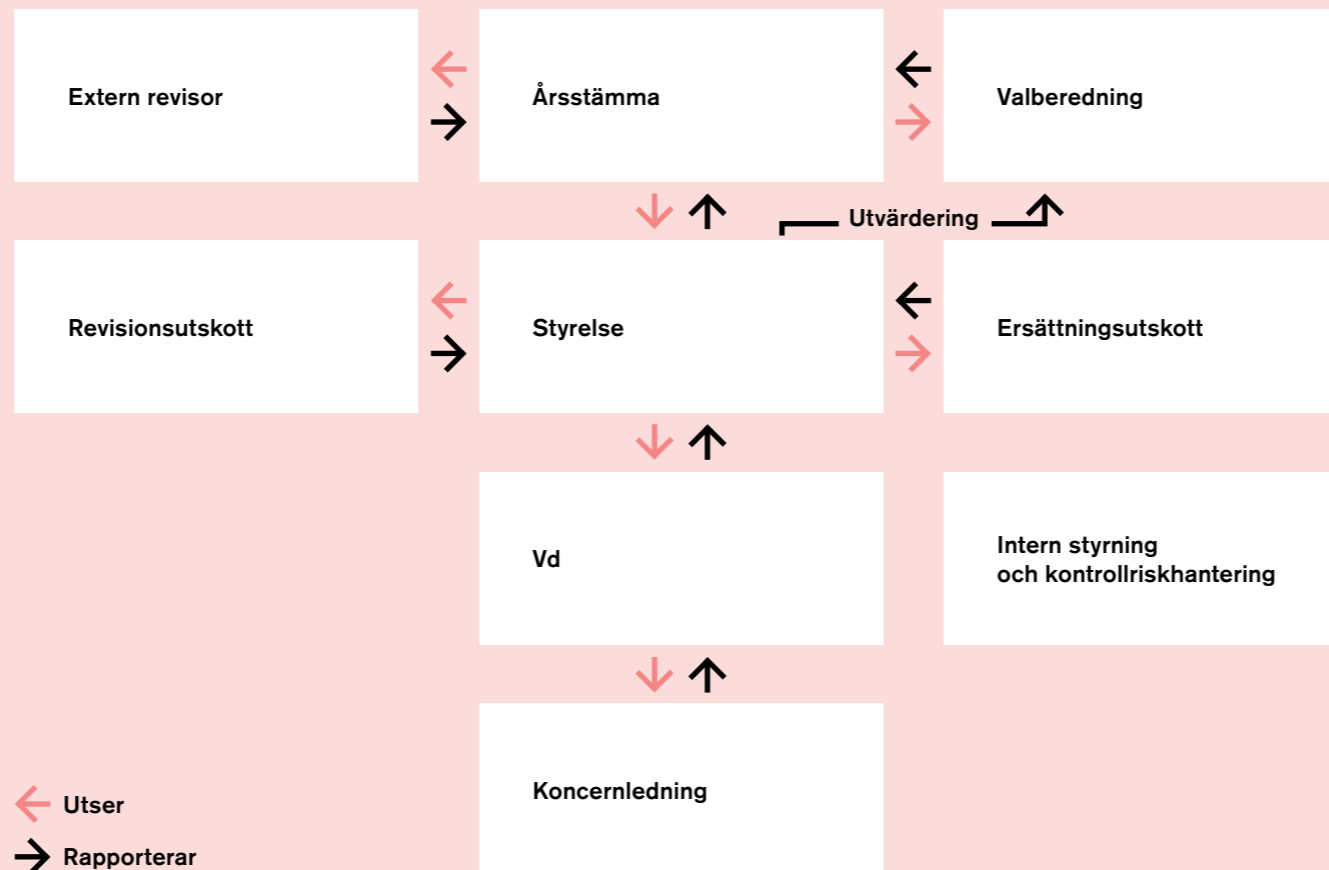 Extern revisor
Årsstämma
Valberedning
Utvärdering
Revisionsutskott
Styrelse
Ersättningsutskott
Vd
Intern styrning
och kontrollriskhantering
Koncernledning
Utser
Rapporterar